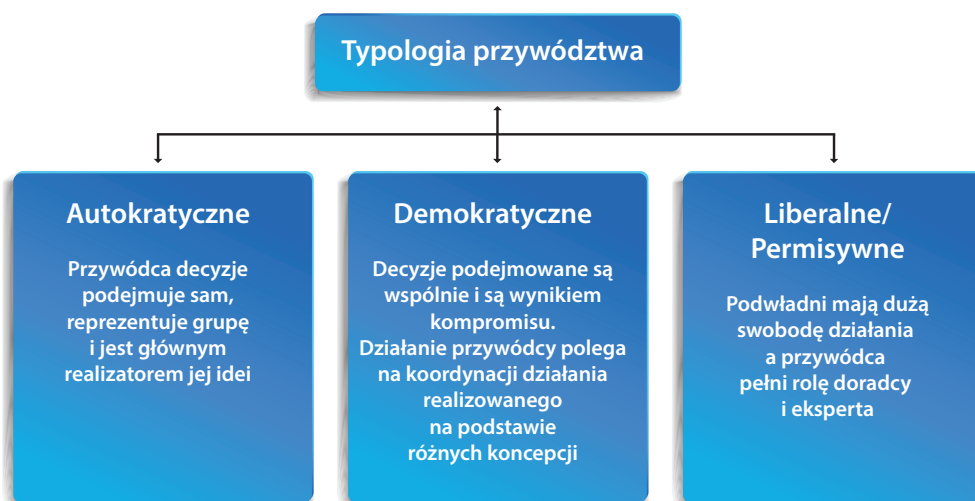 Typologia przywództwa
Autokratyczne
Przywódca decyzje
podejmuje sam,
reprezentuje grupę
i jest głównym
realizatorem jej idei
Demokratyczne
Decyzje podejmowane są
wspólnie i są wynikiem
kompromisu.
Działanie przywódcy polega
na koordynacji działania
realizowanego
na podstawie
różnych koncepcji
Liberalne/
Permisywne
Podwładni mają dużą
swobodę działania
a przywódca
pełni rolę doradcy
i eksperta